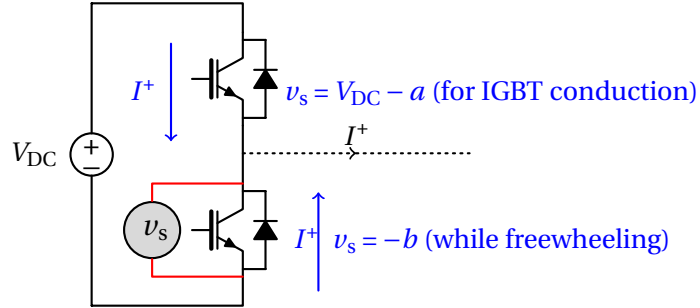 I⁺
vₛ = V_DC − a (for IGBT conduction)
I⁺
V_DC
+
−
vₛ
I⁺
vₛ = −b (while freewheeling)